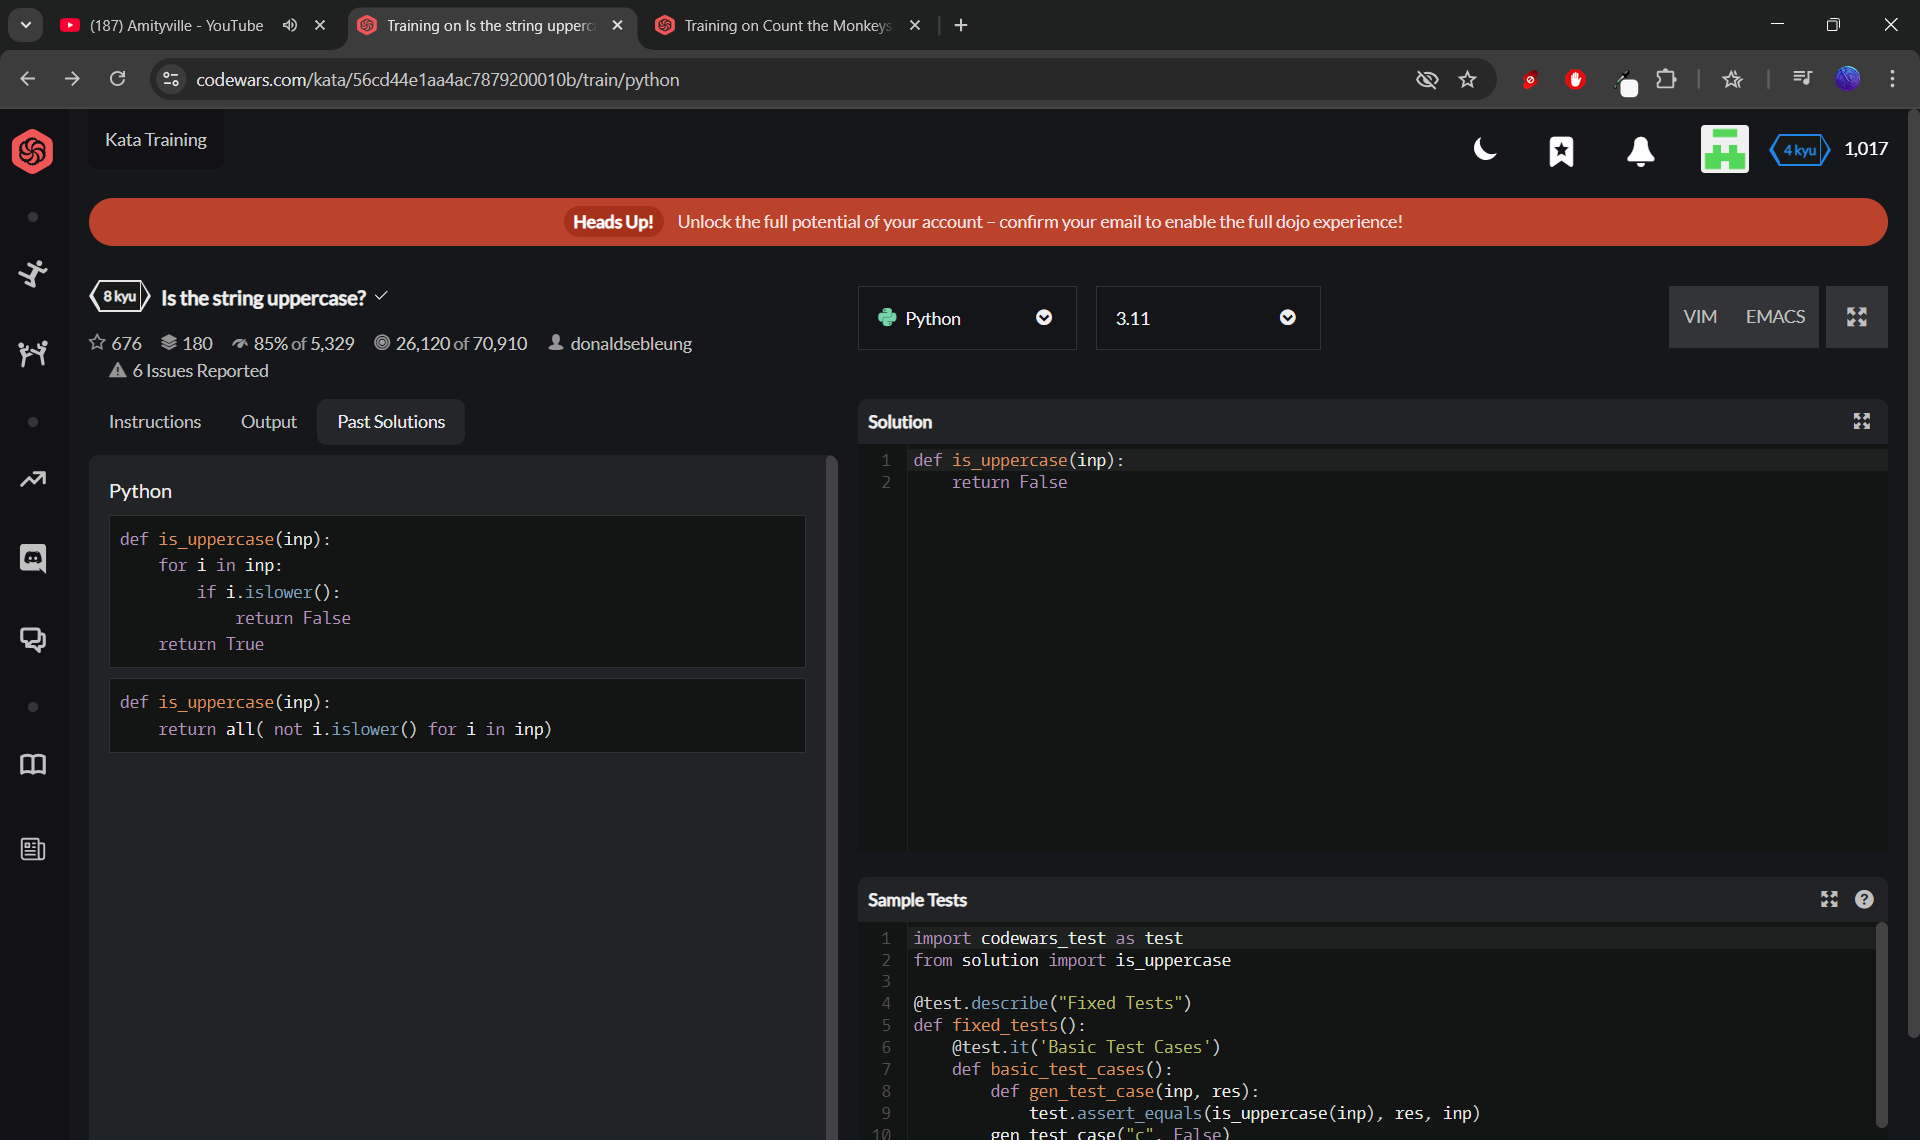 (187) Amityville - YouTube
Training on Is the string upperca
Training on Count the Monkeys
codewars.com/kata/56cd44e1aa4ac7879200010b/train/python
Kata Training
4 kyu
1,017
Heads Up! Unlock the full potential of your account – confirm your email to enable the full dojo experience!
8 kyu
Is the string uppercase?
676
180
85% of 5,329
26,120 of 70,910
donaldsebleung
6 Issues Reported
Python
3.11
VIM
EMACS
Instructions
Output
Past Solutions
Python
def is_uppercase(inp):
    for i in inp:
        if i.islower():
            return False
    return True
def is_uppercase(inp):
    return all( not i.islower() for i in inp)
Solution
1 def is_uppercase(inp):
2     return False
Sample Tests
1 import codewars_test as test
2 from solution import is_uppercase
3
4 @test.describe("Fixed Tests")
5 def fixed_tests():
6     @test.it('Basic Test Cases')
7     def basic_test_cases():
8         def gen_test_case(inp, res):
9             test.assert_equals(is_uppercase(inp), res, inp)
10         gen_test_case("c", False)